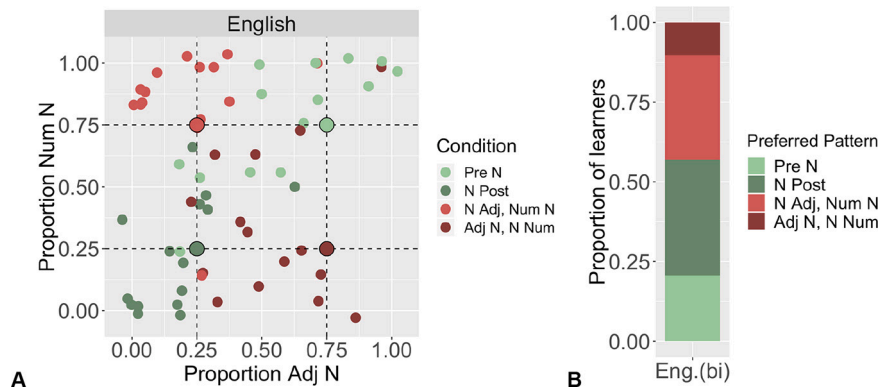 English
1.00
0.75
0.50
0.25
0.00
Proportion Num N
0.00 0.25 0.50 0.75 1.00
Proportion Adj N
A
Condition
Pre N
N Post
N Adj, Num N
Adj N, N Num
1.00
0.75
0.50
0.25
0.00
Proportion of learners
Eng.(bi)
B
Preferred Pattern
Pre N
N Post
N Adj, Num N
Adj N, N Num